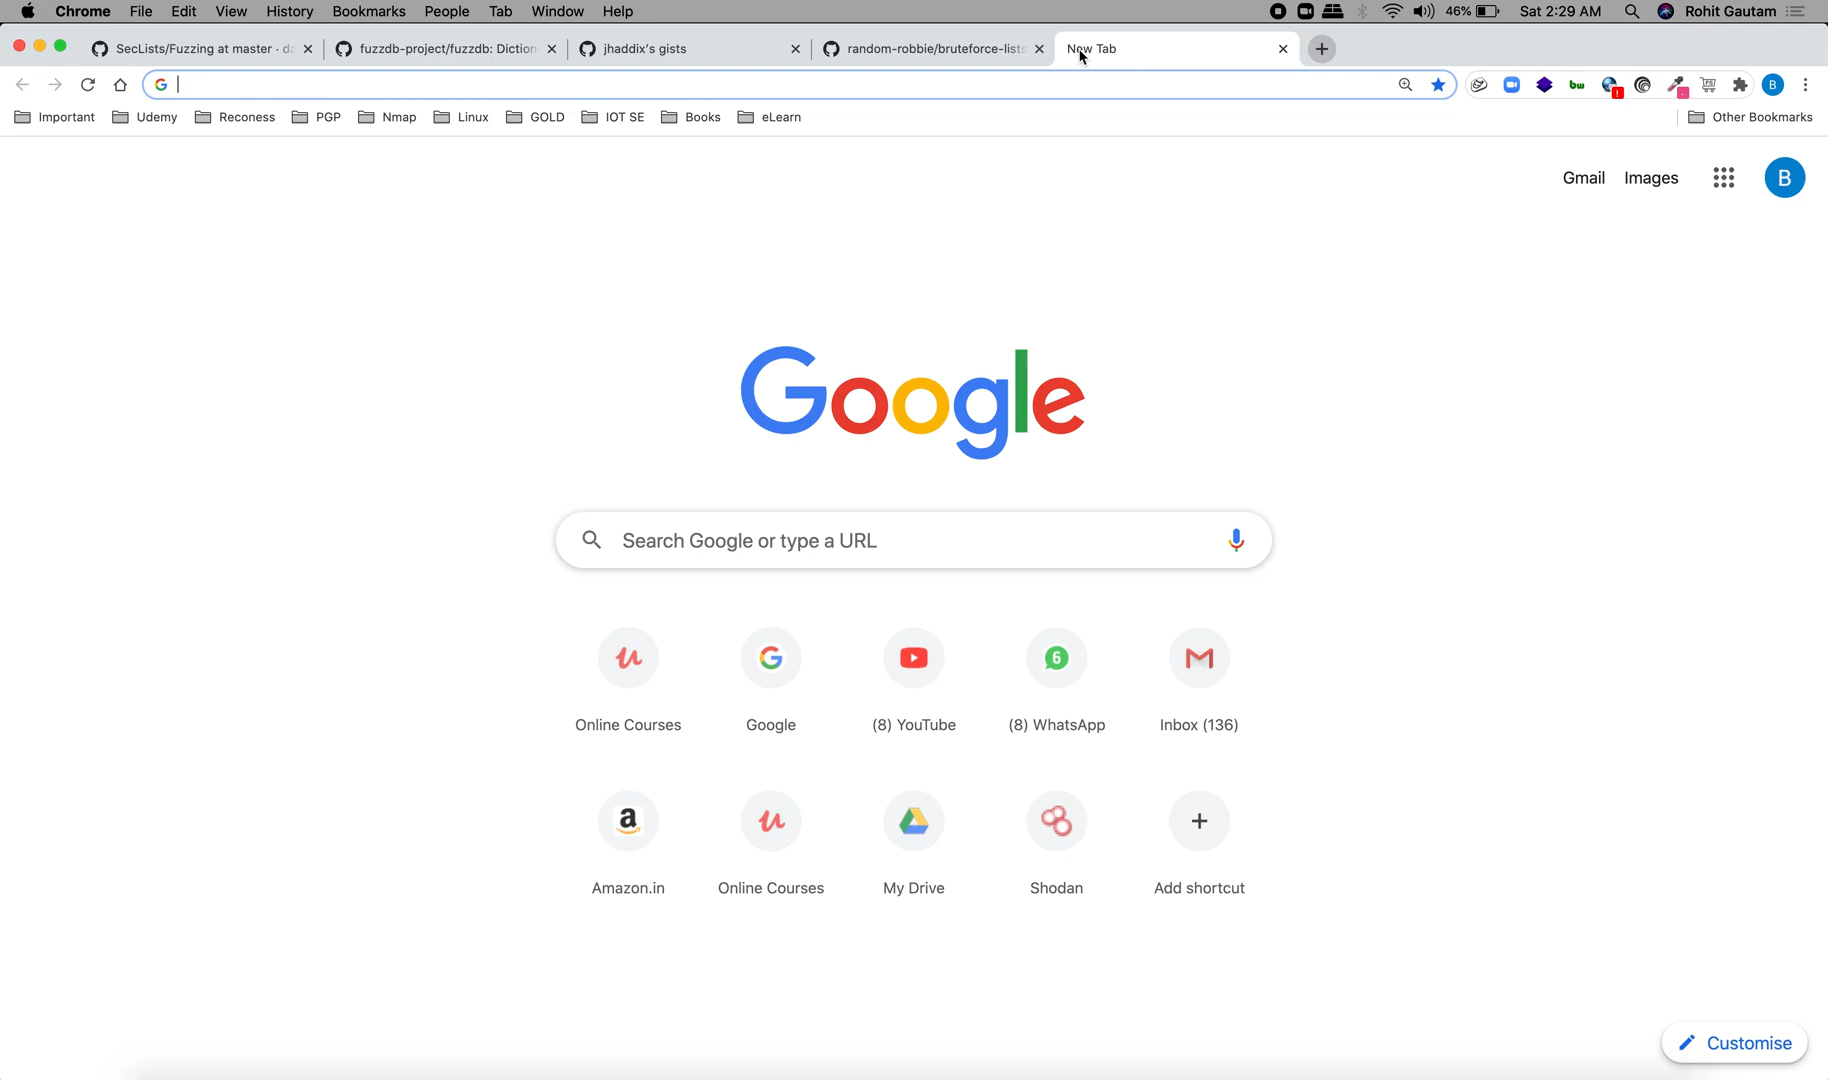 Chrome File Edit View History Bookmarks People Tab Window Help 46% Sat 2:29 AM Rohit Gautam
SecLists/Fuzzing at master · da fuzzdb-project/fuzzdb: Diction jhaddix's gists random-robbie/bruteforce-lists New Tab
Important Udemy Reconess PGP Nmap Linux GOLD IOT SE Books eLearn Other Bookmarks
Gmail Images B
Google
Search Google or type a URL
Online Courses Google (8) YouTube (8) WhatsApp Inbox (136)
Amazon.in Online Courses My Drive Shodan Add shortcut
Customise